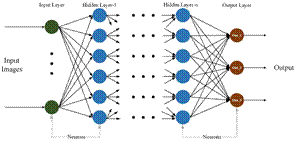 Input Layer
Hidden Layer-1
Hidden Layer-n
Output Layer
Input
Images
Output
Neurons
Neurons